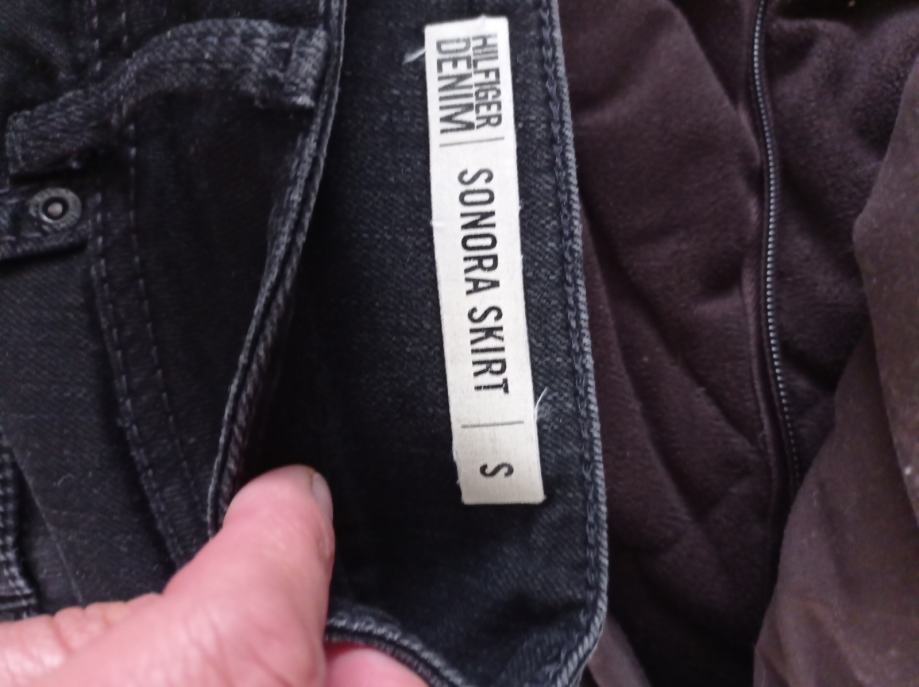 HILFIGER
DENIM
SONORA SKIRT
S